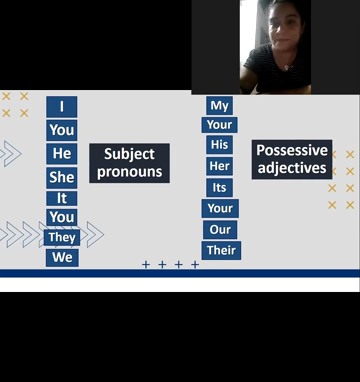 I
You
He
She
It
You
They
We
Subject
pronouns
My
Your
His
Her
Its
Your
Our
Their
Possessive
adjectives